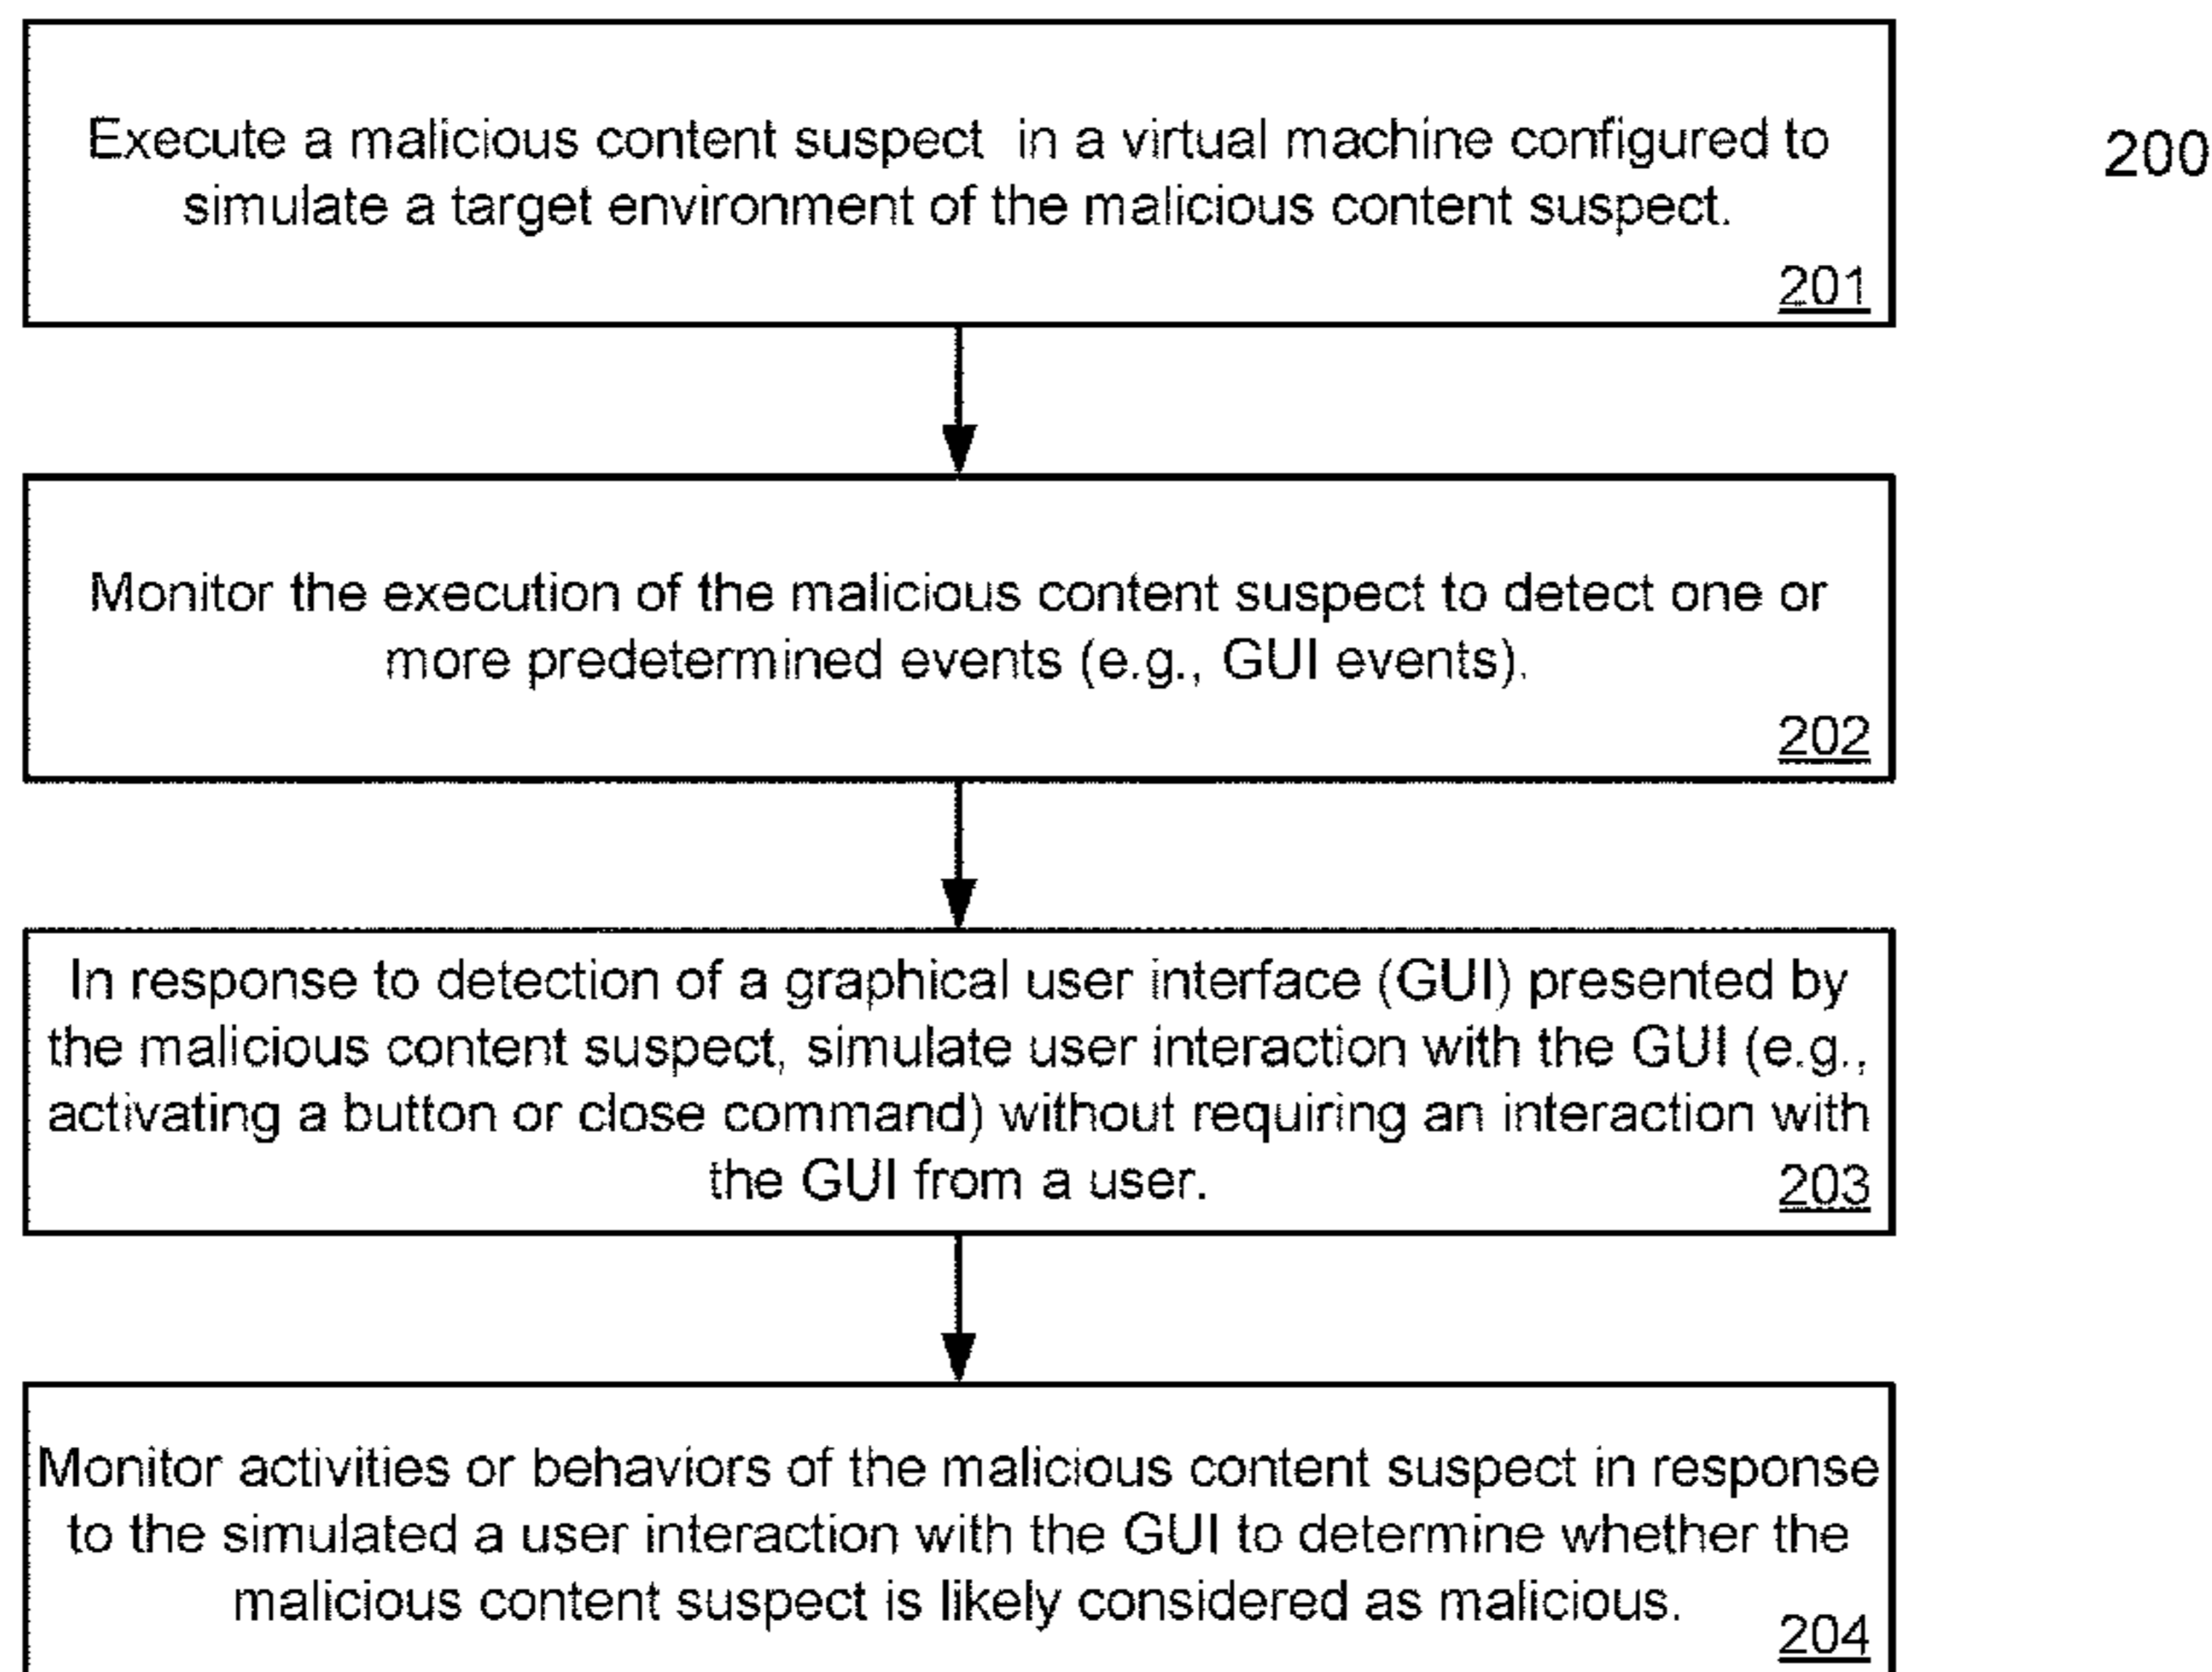 Execute a malicious content suspect in a virtual machine configured to
simulate a target environment of the malicious content suspect.
201
200
Monitor the execution of the malicious content suspect to detect one or
more predetermined events (e.g., GUI events).
202
In response to detection of a graphical user interface (GUI) presented by
the malicious content suspect, simulate user interaction with the GUI (e.g.,
activating a button or close command) without requiring an interaction with
the GUI from a user.
203
Monitor activities or behaviors of the malicious content suspect in response
to the simulated a user interaction with the GUI to determine whether the
malicious content suspect is likely considered as malicious.
204